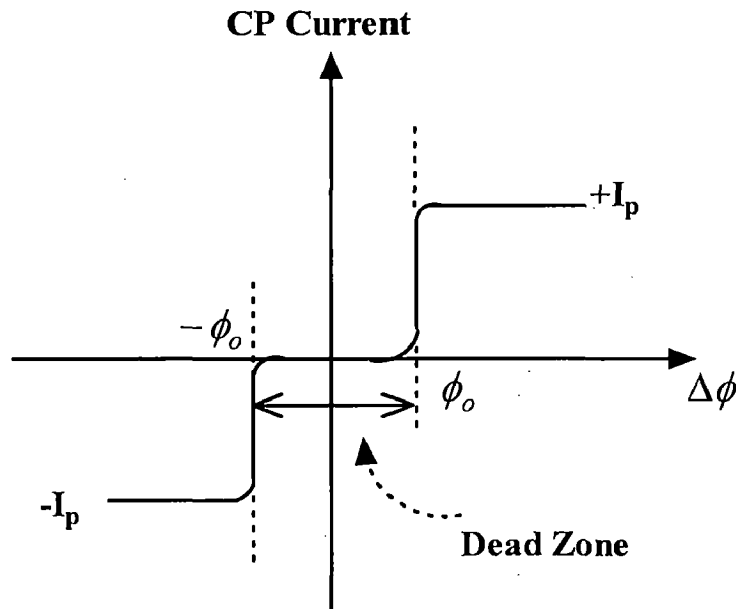 CP Current
+Iₚ
−ϕₒ
ϕₒ
Δϕ
-Iₚ
Dead Zone